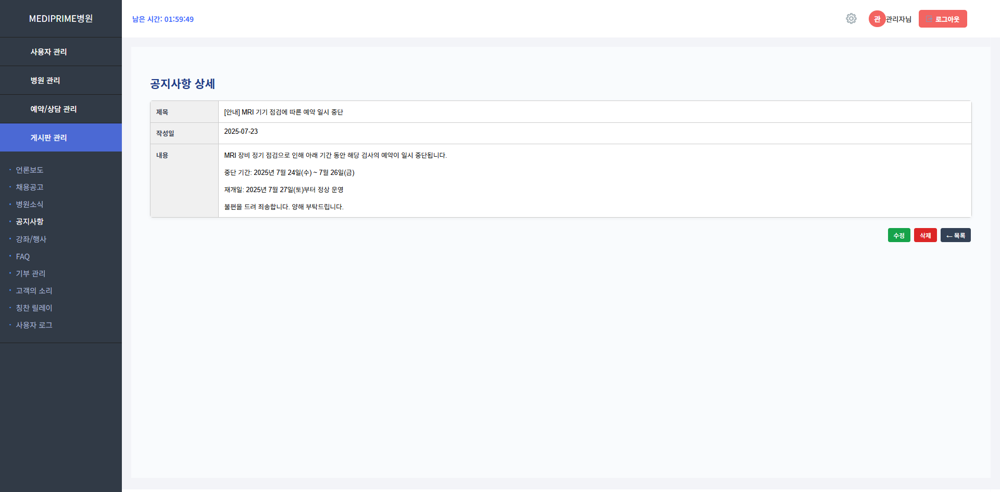 MEDIPRIME병원
남은 시간: 01:59:49
관 관리자님 로그아웃
사용자 관리
병원 관리
예약/상담 관리
게시판 관리
· 언론보도
· 채용공고
· 병원소식
· 공지사항
· 강좌/행사
· FAQ
· 기부 관리
· 고객의 소리
· 칭찬 릴레이
· 사용자 로그
공지사항 상세
제목 [안내] MRI 기기 점검에 따른 예약 일시 중단
작성일 2025-07-23
내용 MRI 장비 정기 점검으로 인해 아래 기간 동안 해당 검사의 예약이 일시 중단됩니다.
중단 기간: 2025년 7월 24일(수) ~ 7월 26일(금)
재개일: 2025년 7월 27일(토)부터 정상 운영
불편을 드려 죄송합니다. 양해 부탁드립니다.
수정 삭제 ←목록